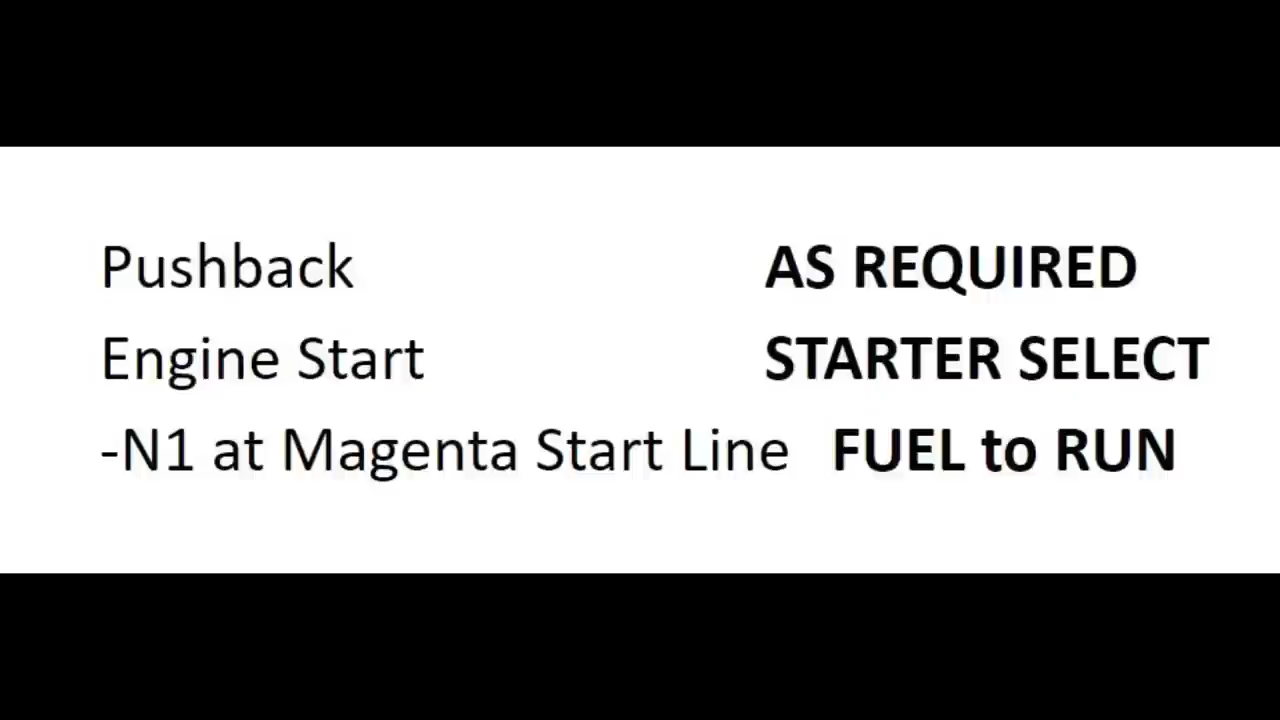 Pushback AS REQUIRED
Engine Start STARTER SELECT
-N1 at Magenta Start Line FUEL to RUN